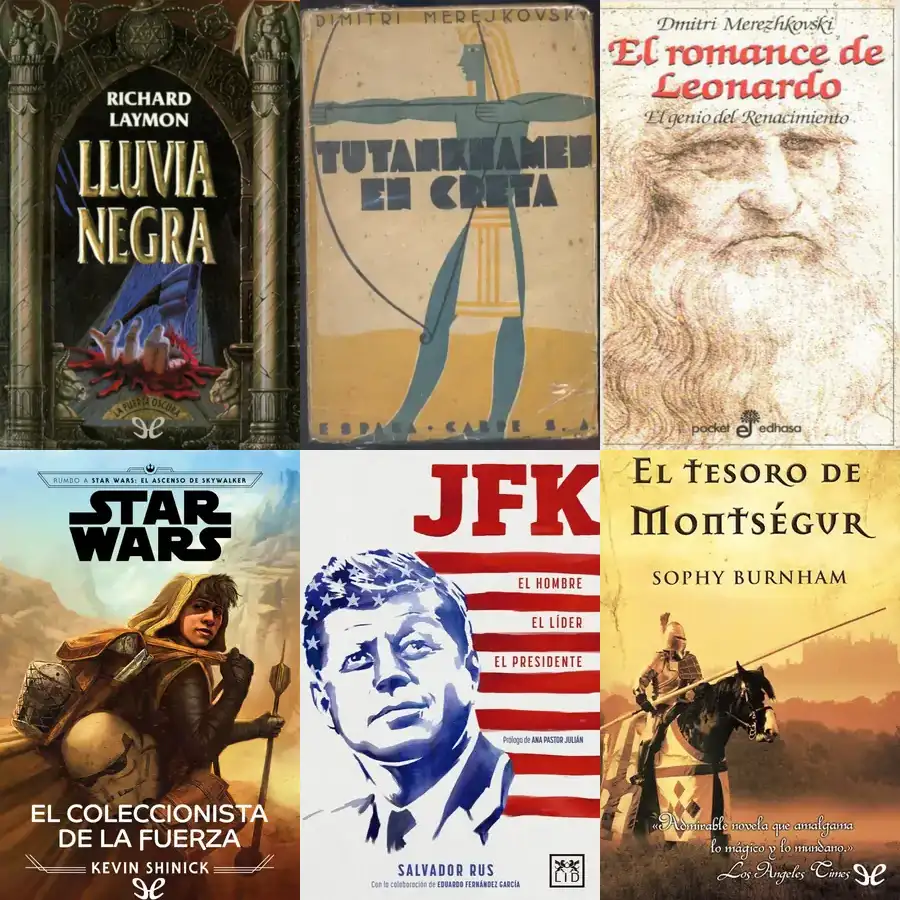 RICHARD
LAYMON
LLUVIA
NEGRA
LA PUERTA OSCURA
DIMITRI MEREJKOVSKY
TUTANKHAMEN
EN CRETA
ESPASA-CALPE S.A.
Dmitri Merezhkovski
El romance de
Leonardo
El genio del Renacimiento
pocket edhasa
RUMBO A STAR WARS: EL ASCENSO DE SKYWALKER
STAR
WARS
EL COLECCIONISTA
DE LA FUERZA
KEVIN SHINICK
JFK
EL HOMBRE
EL LÍDER
EL PRESIDENTE
Prólogo de ANA PASTOR JULIÁN
SALVADOR RUS
Con la colaboración de EDUARDO FERNÁNDEZ GARCÍA
LID
EL TESORO DE
MONTSÉGUR
SOPHY BURNHAM
«Admirable novela que amalgama
lo mágico y lo mundano.»
Los Angeles Times